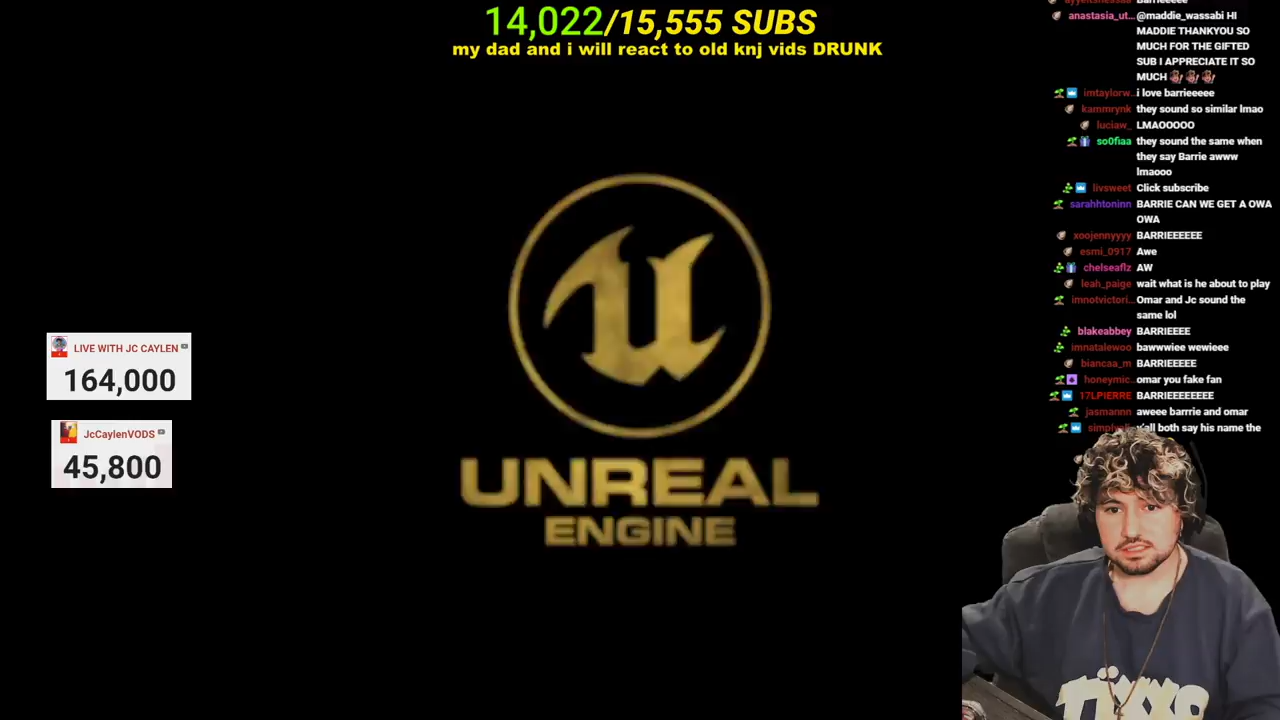 14,022/15,555 SUBS
my dad and i will react to old knj vids DRUNK
UNREAL
ENGINE
LIVE WITH JC CAYLEN
164,000
JcCaylenVODS
45,800
anastasia_ut... @maddie_wassabi HI
MADDIE THANKYOU SO
MUCH FOR THE GIFTED
SUB I APPRECIATE IT SO
MUCH
imtaylorw... i love barrieeeee
kammrynk they sound so similar lmao
luciaw_ LMAOOOOO
so0fiaa they sound the same when
they say Barrie awww
lmaooo
livsweet Click subscribe
sarahhtoninn BARRIE CAN WE GET A OWA
OWA
xoojennyyyy BARRIEEEEEE
esmi_0917 Awe
chelseaflz AW
leah_paige wait what is he about to play
imnotvictori... Omar and Jc sound the
same lol
blakeabbey BARRIEEEE
imnatalewoo bawwwiee wewieee
biancaa_m BARRIEEEEE
honeymic... omar you fake fan
17LPIERRE BARRIEEEEEEEE
jasmannn aweee barrrie and omar
y'all both say his name the